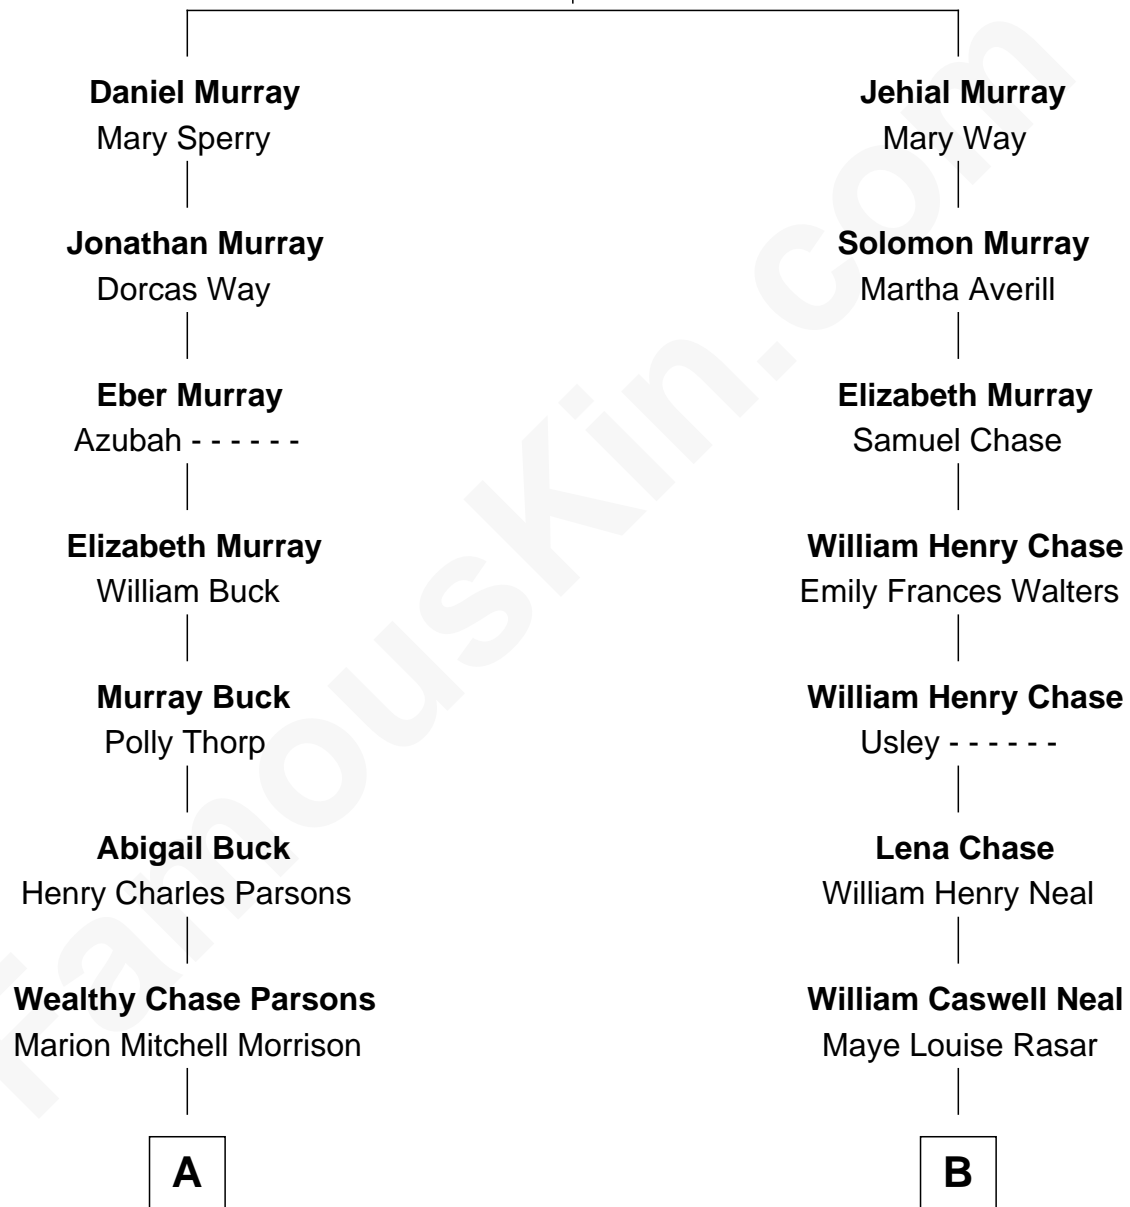 Daniel Murray
Mary Sperry
Jehial Murray
Mary Way
Jonathan Murray
Dorcas Way
Solomon Murray
Martha Averill
Eber Murray
Azubah - - - - - -
Elizabeth Murray
Samuel Chase
Elizabeth Murray
William Buck
William Henry Chase
Emily Frances Walters
Murray Buck
Polly Thorp
William Henry Chase
Usley - - - - - -
Abigail Buck
Henry Charles Parsons
Lena Chase
William Henry Neal
Wealthy Chase Parsons
Marion Mitchell Morrison
William Caswell Neal
Maye Louise Rasar
A
B
FamousKin.com